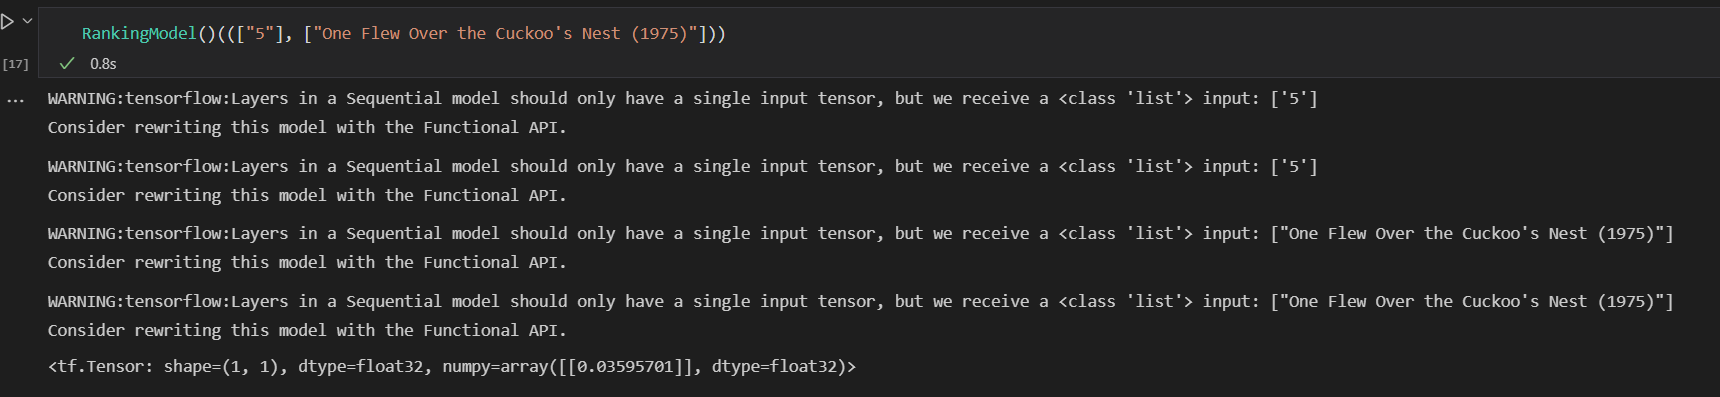 RankingModel()((["5"], ["One Flew Over the Cuckoo's Nest (1975)"]))
[17]
0.8s
...
WARNING:tensorflow:Layers in a Sequential model should only have a single input tensor, but we receive a <class 'list'> input: ['5']
Consider rewriting this model with the Functional API.
WARNING:tensorflow:Layers in a Sequential model should only have a single input tensor, but we receive a <class 'list'> input: ['5']
Consider rewriting this model with the Functional API.
WARNING:tensorflow:Layers in a Sequential model should only have a single input tensor, but we receive a <class 'list'> input: ["One Flew Over the Cuckoo's Nest (1975)"]
Consider rewriting this model with the Functional API.
WARNING:tensorflow:Layers in a Sequential model should only have a single input tensor, but we receive a <class 'list'> input: ["One Flew Over the Cuckoo's Nest (1975)"]
Consider rewriting this model with the Functional API.
<tf.Tensor: shape=(1, 1), dtype=float32, numpy=array([[0.03595701]], dtype=float32)>